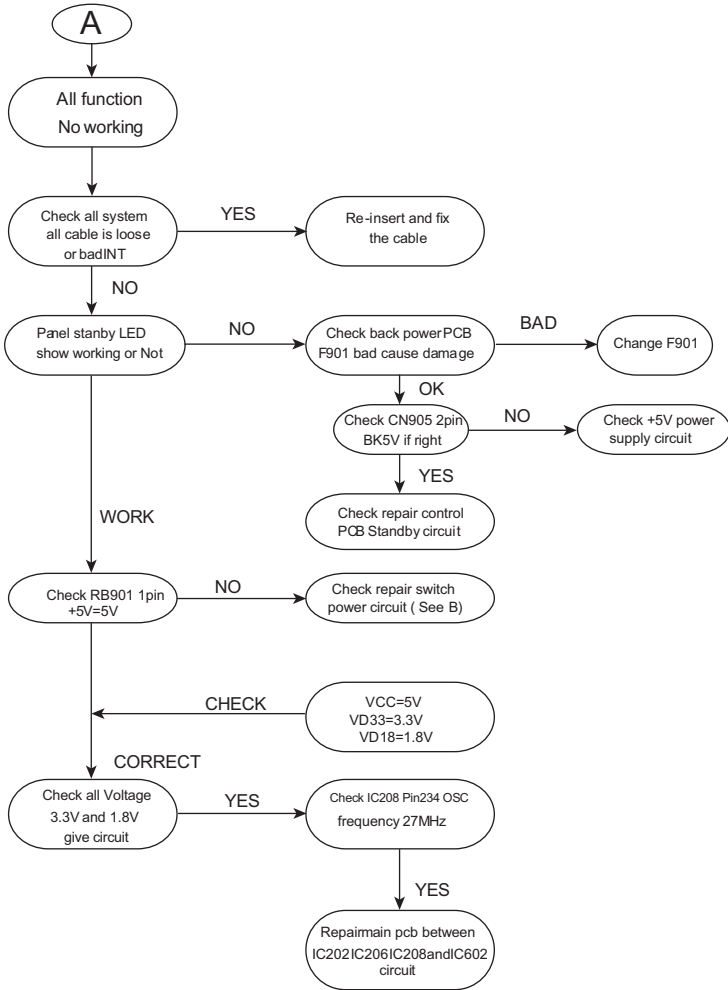 A
All function
No working
Check all system
all cable is loose
or badINT
YES
Re-insert and fix
the cable
NO
Panel stanby LED
show working or Not
NO
Check back powerPCB
F901 bad cause damage
BAD
Change F901
OK
Check CN905 2pin
BK5V if right
NO
Check +5V power
supply circuit
YES
Check repair control
PCB Standby circuit
WORK
Check RB901 1pin
+5V=5V
NO
Check repair switch
power circuit ( See B)
CHECK
VCC=5V
VD33=3.3V
VD18=1.8V
CORRECT
Check all Voltage
3.3V and 1.8V
give circuit
YES
Check IC208 Pin234 OSC
frequency 27MHz
YES
Repairmain pcb between
IC202IC206IC208andIC602
circuit